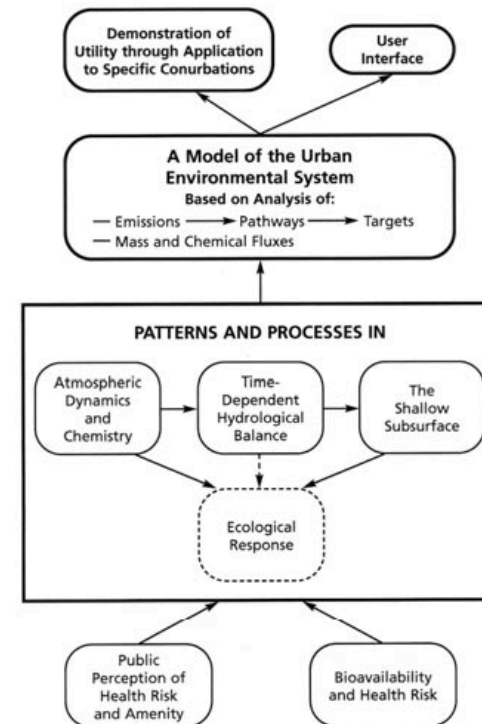 Demonstration of
Utility through Application
to Specific Conurbations
User
Interface
A Model of the Urban
Environmental System
Based on Analysis of:
— Emissions → Pathways → Targets
— Mass and Chemical Fluxes
PATTERNS AND PROCESSES IN
Atmospheric
Dynamics
and
Chemistry
Time-
Dependent
Hydrological
Balance
The
Shallow
Subsurface
Ecological
Response
Public
Perception of
Health Risk
and Amenity
Bioavailability
and Health Risk